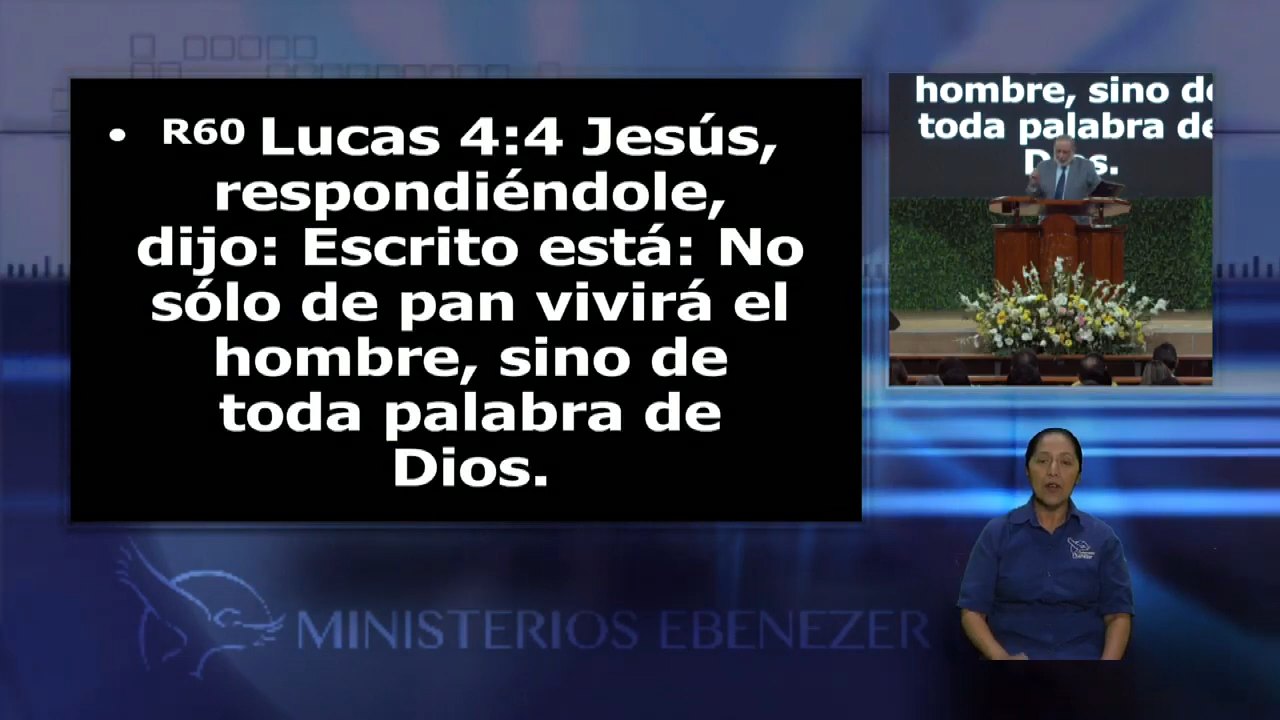 • R60 Lucas 4:4 Jesús,
respondiéndole,
dijo: Escrito está: No
sólo de pan vivirá el
hombre, sino de
toda palabra de
Dios.
hombre, sino de
toda palabra de
MINISTERIOS EBENEZER